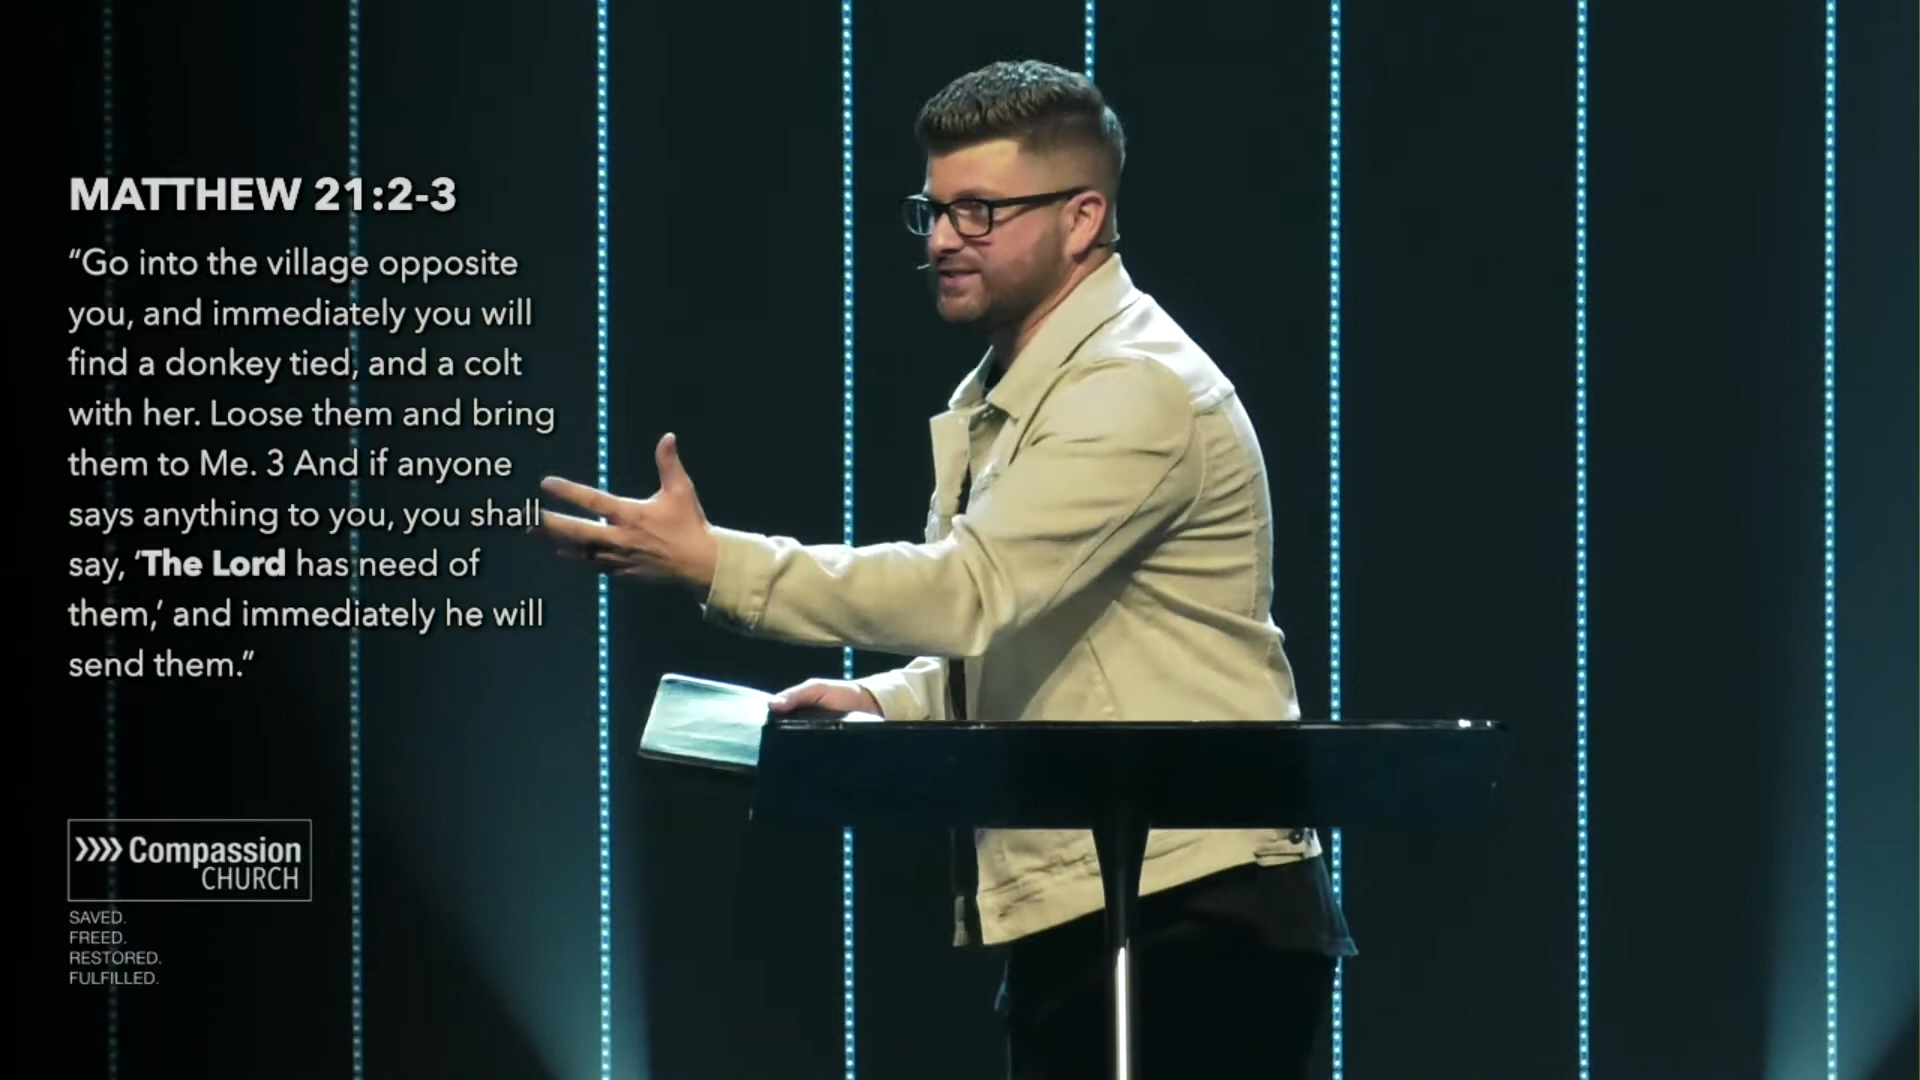 MATTHEW 21:2-3
“Go into the village opposite
you, and immediately you will
find a donkey tied, and a colt
with her. Loose them and bring
them to Me. 3 And if anyone
says anything to you, you shall
say, ‘The Lord has need of
them,’ and immediately he will
send them.”
Compassion
CHURCH
SAVED.
FREED.
RESTORED.
FULFILLED.